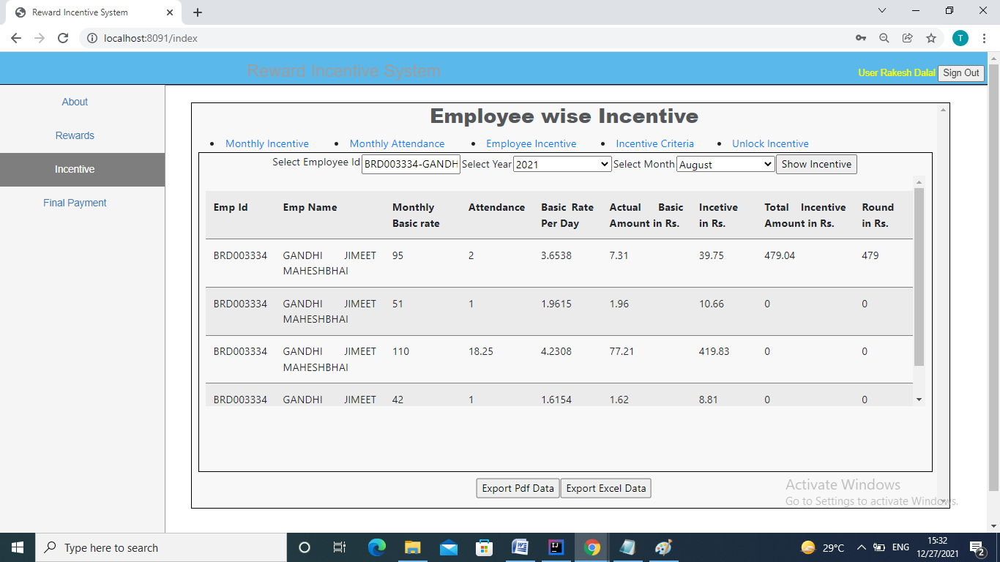 Reward Incentive System
localhost:8091/index
T
Reward Incentive System
User Rakesh Dalal Sign Out
About
Rewards
Incentive
Final Payment
Employee wise Incentive
Monthly Incentive Monthly Attendance Employee Incentive Incentive Criteria Unlock Incentive
Select Employee Id BRD003334-GANDH Select Year 2021 Select Month August Show Incentive
Emp Id Emp Name Monthly Attendance Basic Rate Actual Basic Incetive Total Incentive Round
Basic rate Per Day Amount in Rs. in Rs. Amount in Rs. in Rs.
BRD003334 GANDHI JIMEET 95 2 3.6538 7.31 39.75 479.04 479
MAHESHBHAI
BRD003334 GANDHI JIMEET 51 1 1.9615 1.96 10.66 0 0
MAHESHBHAI
BRD003334 GANDHI JIMEET 110 18.25 4.2308 77.21 419.83 0 0
MAHESHBHAI
BRD003334 GANDHI JIMEET 42 1 1.6154 1.62 8.81 0 0
Export Pdf Data Export Excel Data
Activate Windows
Go to Settings to activate Windows.
Type here to search
29°C ENG
15:32
12/27/2021
2